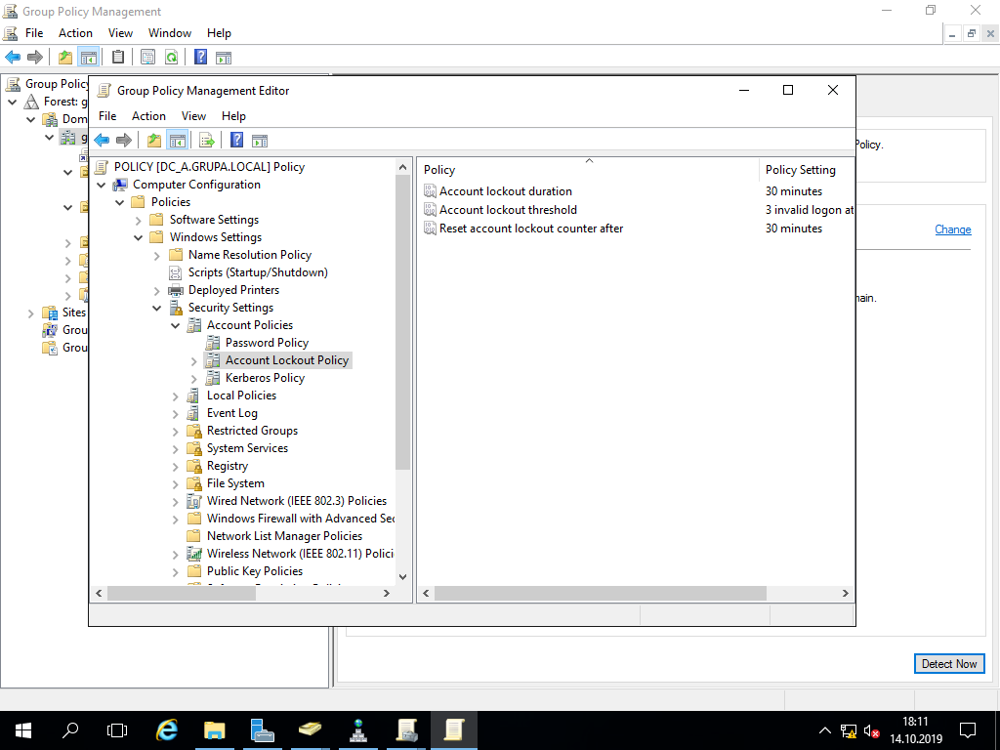 Group Policy Management
File Action View Window Help
Group Policy
Forest: g
Dom
g
Sites
Grou
Grou
Policy.
Change
main.
Detect Now
Group Policy Management Editor
File Action View Help
POLICY [DC_A.GRUPA.LOCAL] Policy
Computer Configuration
Policies
Software Settings
Windows Settings
Name Resolution Policy
Scripts (Startup/Shutdown)
Deployed Printers
Security Settings
Account Policies
Password Policy
Account Lockout Policy
Kerberos Policy
Local Policies
Event Log
Restricted Groups
System Services
Registry
File System
Wired Network (IEEE 802.3) Policies
Windows Firewall with Advanced Sec
Network List Manager Policies
Wireless Network (IEEE 802.11) Polici
Public Key Policies
Policy Policy Setting
Account lockout duration 30 minutes
Account lockout threshold 3 invalid logon at
Reset account lockout counter after 30 minutes
18:11
14.10.2019